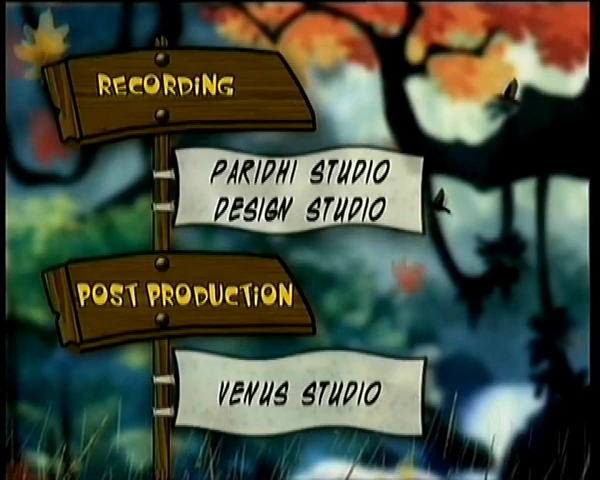 RECORDING
PARIDHI STUDIO
DESIGN STUDIO
POST PRODUCTION
VENUS STUDIO